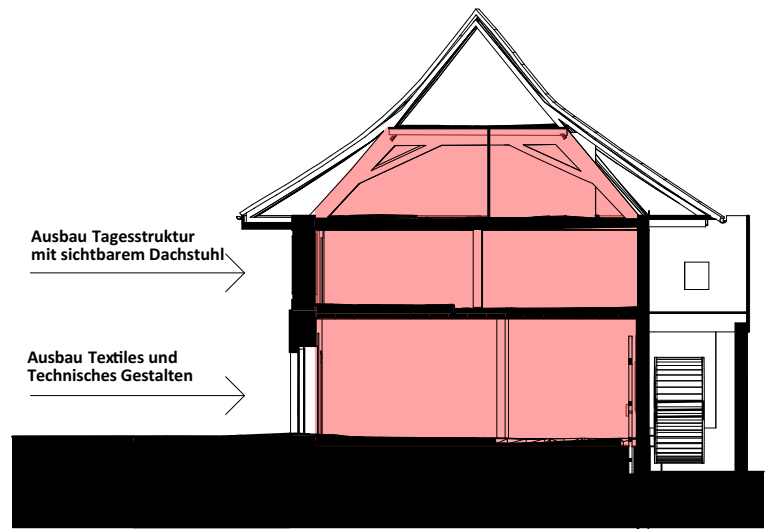 Ausbau Tagesstruktur
mit sichtbarem Dachstuhl
Ausbau Textiles und
Technisches Gestalten